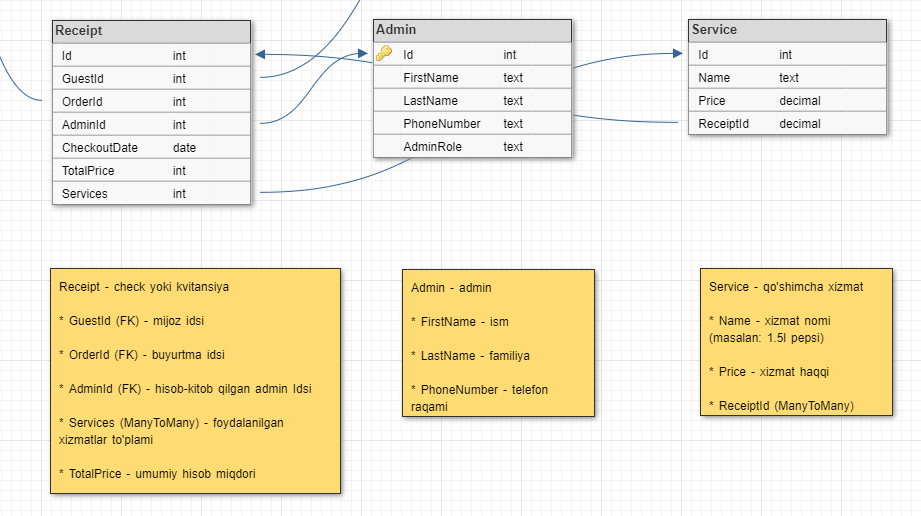 Receipt
Id int
GuestId int
OrderId int
AdminId int
CheckoutDate date
TotalPrice int
Services int
Admin
Id int
FirstName text
LastName text
PhoneNumber text
AdminRole text
Service
Id int
Name text
Price decimal
ReceiptId decimal
Receipt - check yoki kvitansiya
* GuestId (FK) - mijoz idsi
* OrderId (FK) - buyurtma idsi
* AdminId (FK) - hisob-kitob qilgan admin Idsi
* Services (ManyToMany) - foydalanilgan
xizmatlar to'plami
* TotalPrice - umumiy hisob miqdori
Admin - admin
* FirstName - ism
* LastName - familiya
* PhoneNumber - telefon
raqami
Service - qo'shimcha xizmat
* Name - xizmat nomi
(masalan: 1.5l pepsi)
* Price - xizmat haqqi
* ReceiptId (ManyToMany)